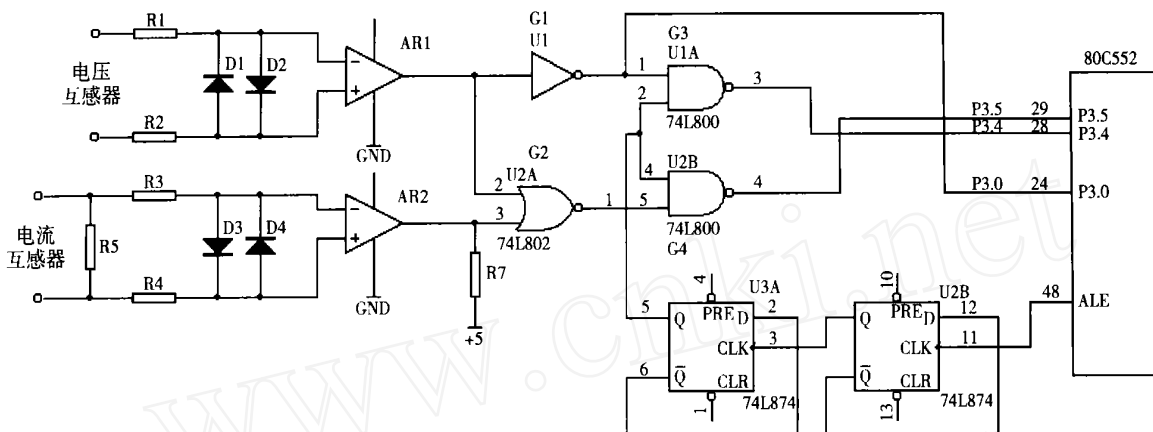 R1
电压
互感器
D1
D2
R2
AR1
GND
G1
U1
G3
U1A
1
2
3
74L800
80C552
P3.5 29 P3.5
P3.4 28 P3.4
P3.0 24 P3.0
48 ALE
G2
U2A
2
3
1
74L802
U2B
4
5
4
74L800
G4
R3
电流
互感器
R5
D3
D4
R4
AR2
GND
R7
+5
U3A
4
PRE
D 2
5 Q
CLK 3
6 Q̅
CLR
1
74L874
U2B
10
PRE
D 12
Q
CLK 11
Q̅
CLR
13
74L874
www.cnki.net